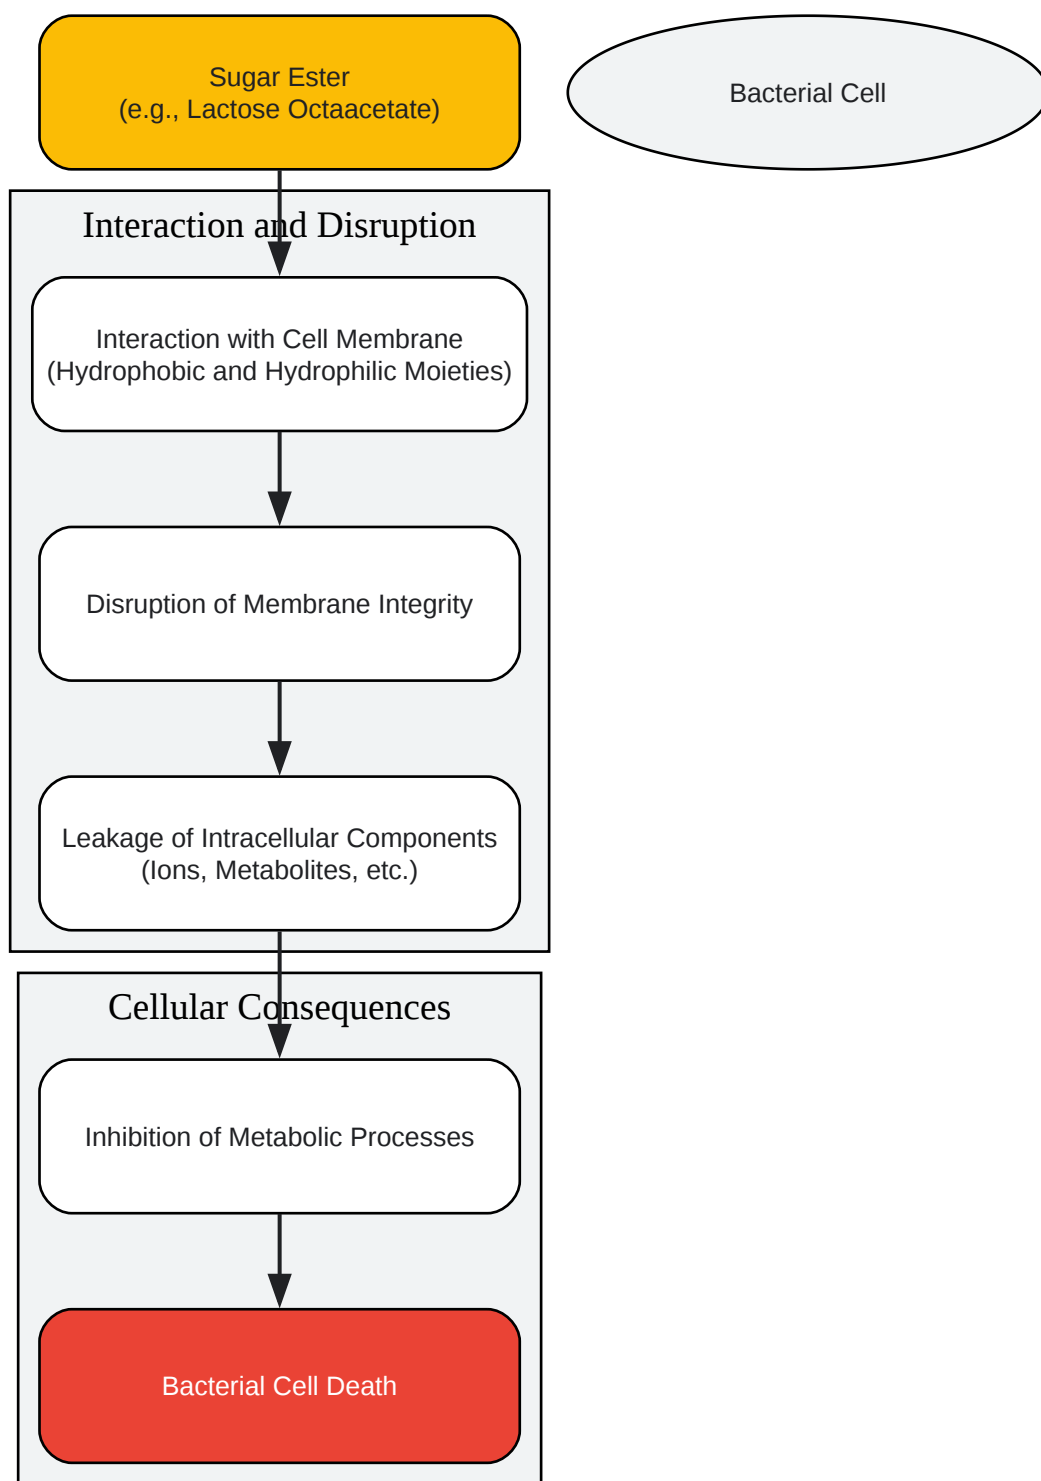 Sugar Ester
(e.g., Lactose Octaacetate)
Bacterial Cell
Interaction and Disruption
Interaction with Cell Membrane
(Hydrophobic and Hydrophilic Moieties)
Disruption of Membrane Integrity
Leakage of Intracellular Components
(Ions, Metabolites, etc.)
Cellular Consequences
Inhibition of Metabolic Processes
Bacterial Cell Death